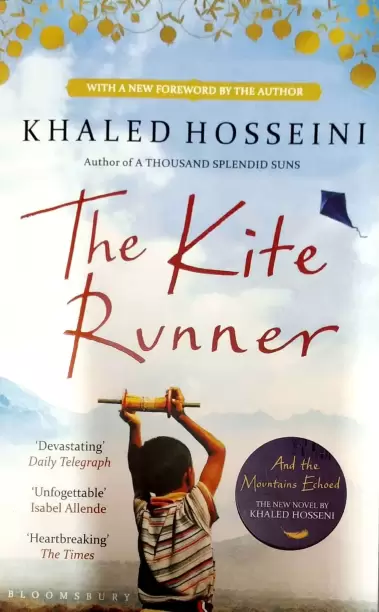 WITH A NEW FOREWORD BY THE AUTHOR
KHALED HOSSEINI
Author of A THOUSAND SPLENDID SUNS
The Kite
Runner
'Devastating'
Daily Telegraph
'Unfogettable'
Isabel Allende
'Heartbreaking'
The Times
And the
Mountains Echoed
THE NEW NOVEL BY
KHALED HOSSENI
BLOOMSBURY